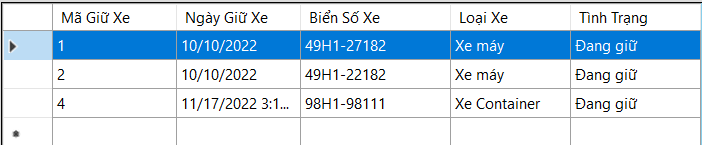 Mã Giữ Xe Ngày Giữ Xe Biển Số Xe Loại Xe Tình Trạng
1 10/10/2022 49H1-27182 Xe máy Đang giữ
2 10/10/2022 49H1-22182 Xe máy Đang giữ
4 11/17/2022 3:1... 98H1-98111 Xe Container Đang giữ